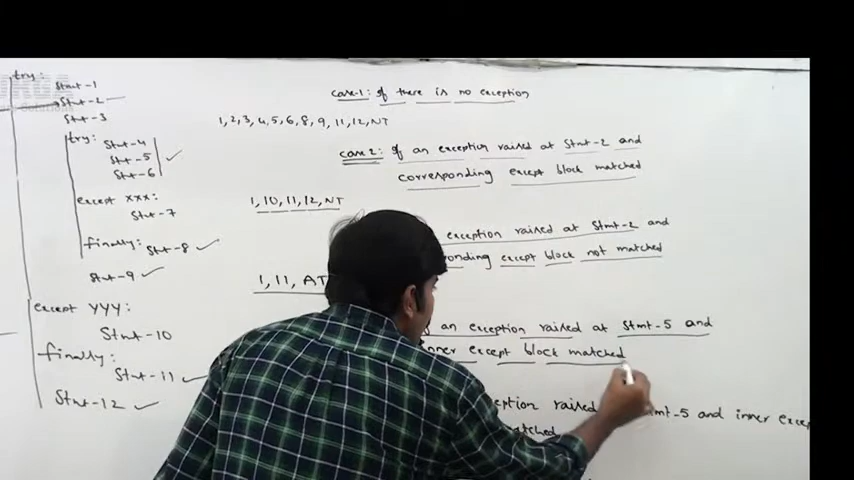 try:
Stmt-1
Stmt-2
Stmt-3
try: Stmt-4
Stmt-5
Stmt-6
except xxx:
Stmt-7
finally: Stmt-8
Stmt-9
except YYY:
Stmt-10
finally:
Stmt-11
Stmt-12
case-1: If there is no exception
1,2,3,4,5,6,8,9,11,12,NT
case 2: If an exception raised at Stmt-2 and
corresponding except block matched
1,10,11,12,NT
exception raised at Stmt-2 and
except block not matched
1, 11, AT
an exception raised at Stmt-5 and
inner except block matched
raised Stmt-5 and inner